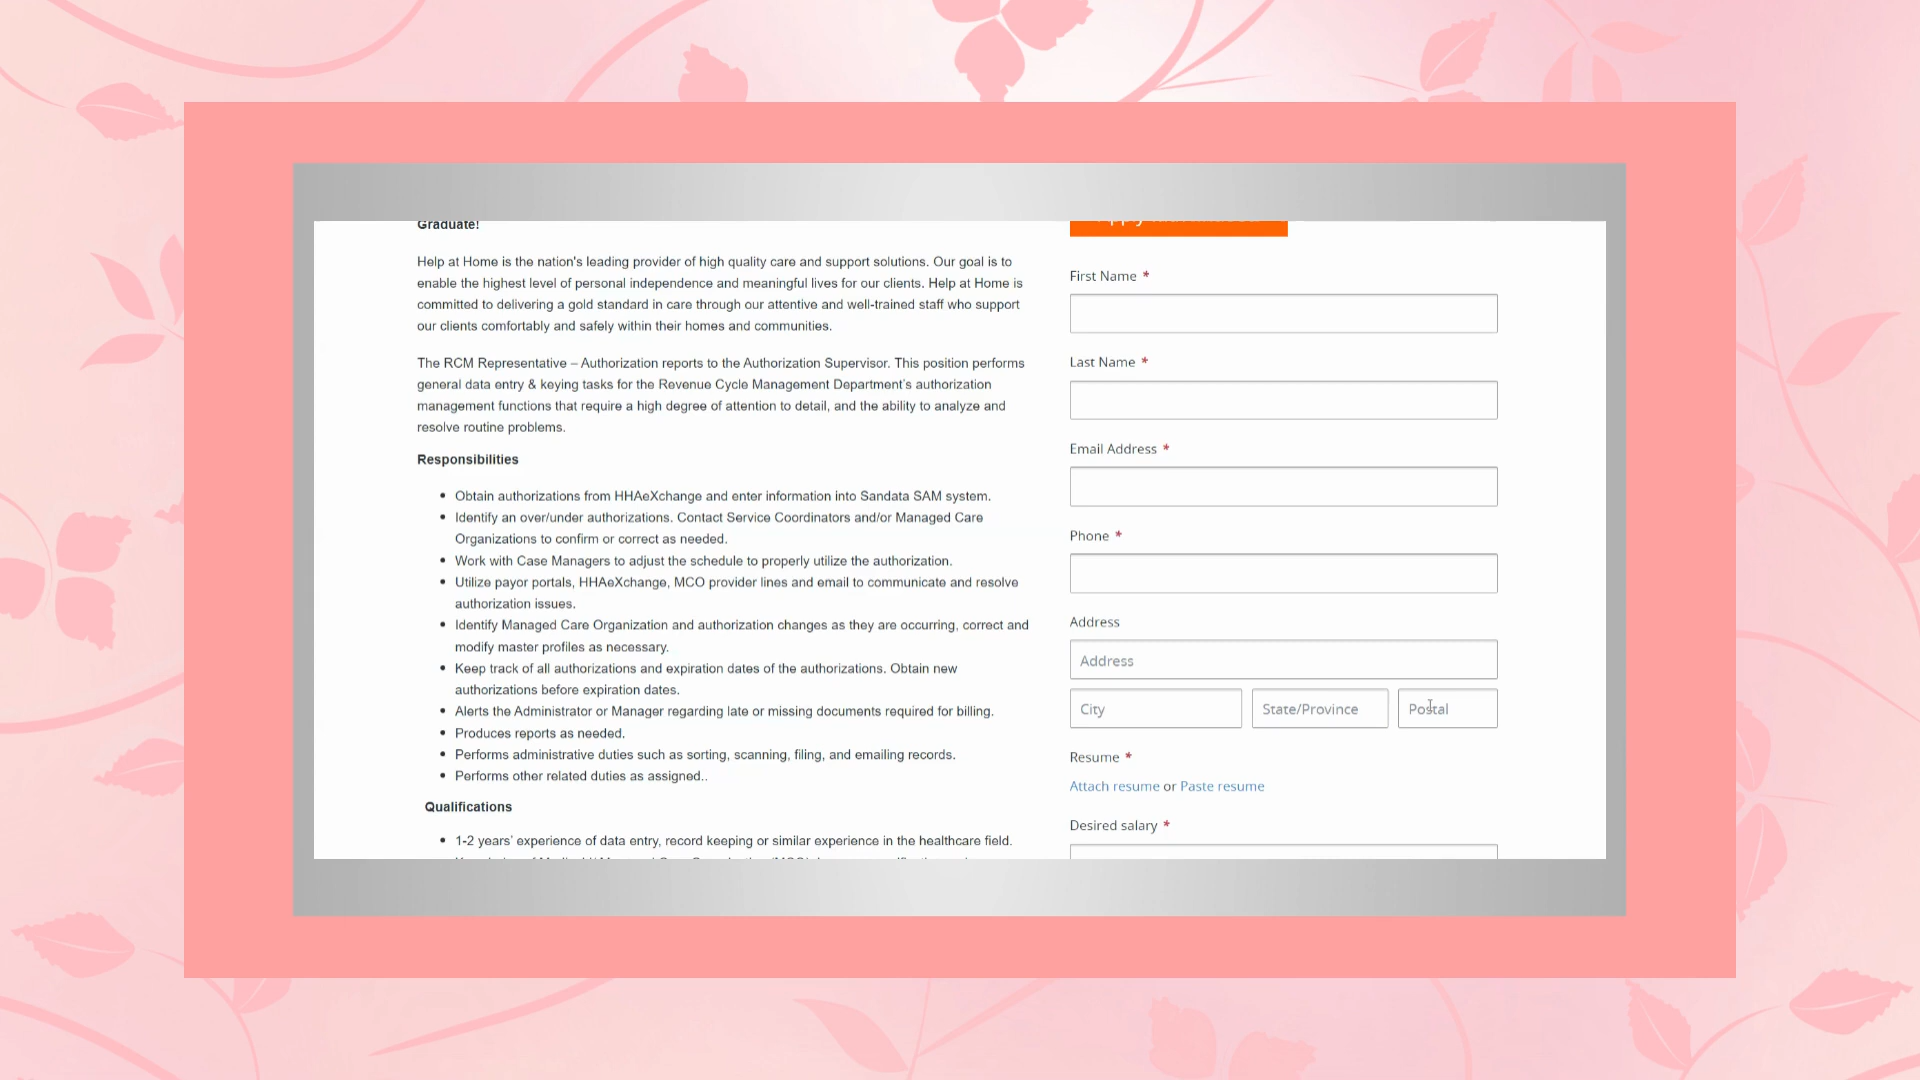 Graduate!
Help at Home is the nation's leading provider of high quality care and support solutions. Our goal is to
enable the highest level of personal independence and meaningful lives for our clients. Help at Home is
committed to delivering a gold standard in care through our attentive and well-trained staff who support
our clients comfortably and safely within their homes and communities.
The RCM Representative – Authorization reports to the Authorization Supervisor. This position performs
general data entry & keying tasks for the Revenue Cycle Management Department's authorization
management functions that require a high degree of attention to detail, and the ability to analyze and
resolve routine problems.
Responsibilities
• Obtain authorizations from HHAeXchange and enter information into Sandata SAM system.
• Identify an over/under authorizations. Contact Service Coordinators and/or Managed Care
Organizations to confirm or correct as needed.
• Work with Case Managers to adjust the schedule to properly utilize the authorization.
• Utilize payor portals, HHAeXchange, MCO provider lines and email to communicate and resolve
authorization issues.
• Identify Managed Care Organization and authorization changes as they are occurring, correct and
modify master profiles as necessary.
• Keep track of all authorizations and expiration dates of the authorizations. Obtain new
authorizations before expiration dates.
• Alerts the Administrator or Manager regarding late or missing documents required for billing.
• Produces reports as needed.
• Performs administrative duties such as sorting, scanning, filing, and emailing records.
• Performs other related duties as assigned..
Qualifications
• 1-2 years' experience of data entry, record keeping or similar experience in the healthcare field.
First Name *
Last Name *
Email Address *
Phone *
Address
Address
City State/Province Postal
Resume *
Attach resume or Paste resume
Desired salary *